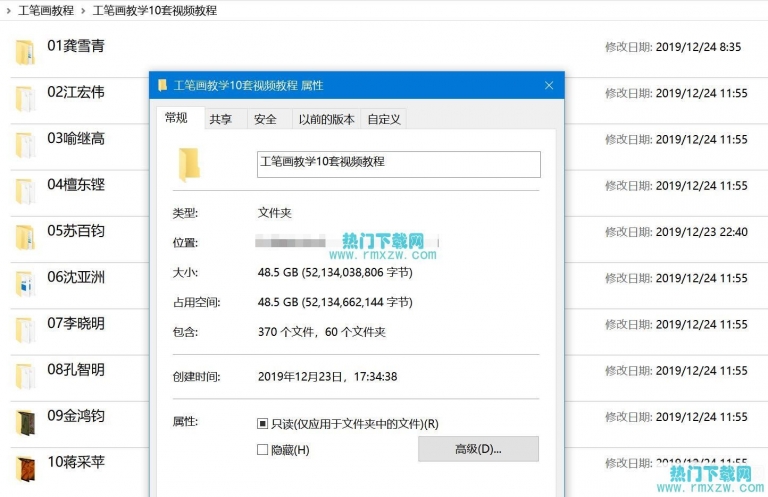 工笔画教程 > 工笔画教学10套视频教程
01龚雪青 修改日期: 2019/12/24 8:35
工笔画教学10套视频教程 属性
02江宏伟 修改日期: 2019/12/24 11:55
常规 共享 安全 以前的版本 自定义
03喻继高 修改日期: 2019/12/24 11:55
工笔画教学10套视频教程
04檀东铿 修改日期: 2019/12/24 11:55
类型: 文件夹
05苏百钧 修改日期: 2019/12/23 22:40
位置:
热门下载网
www.rmxzw.com
大小: 48.5 GB (52,134,038,806 字节)
06沈亚洲 修改日期: 2019/12/24 11:55
占用空间: 48.5 GB (52,134,662,144 字节)
07李晓明 修改日期: 2019/12/24 11:55
包含: 370 个文件，60 个文件夹
08孔智明 修改日期: 2019/12/24 11:55
创建时间: 2019年12月23日，17:34:38
09金鸿钧 修改日期: 2019/12/24 11:55
属性: 只读(仅应用于文件夹中的文件)(R)
隐藏(H) 高级(D)...
10蒋采苹 修改日期: 2019/12/24 11:55
热门下载网
www.rmxzw.com